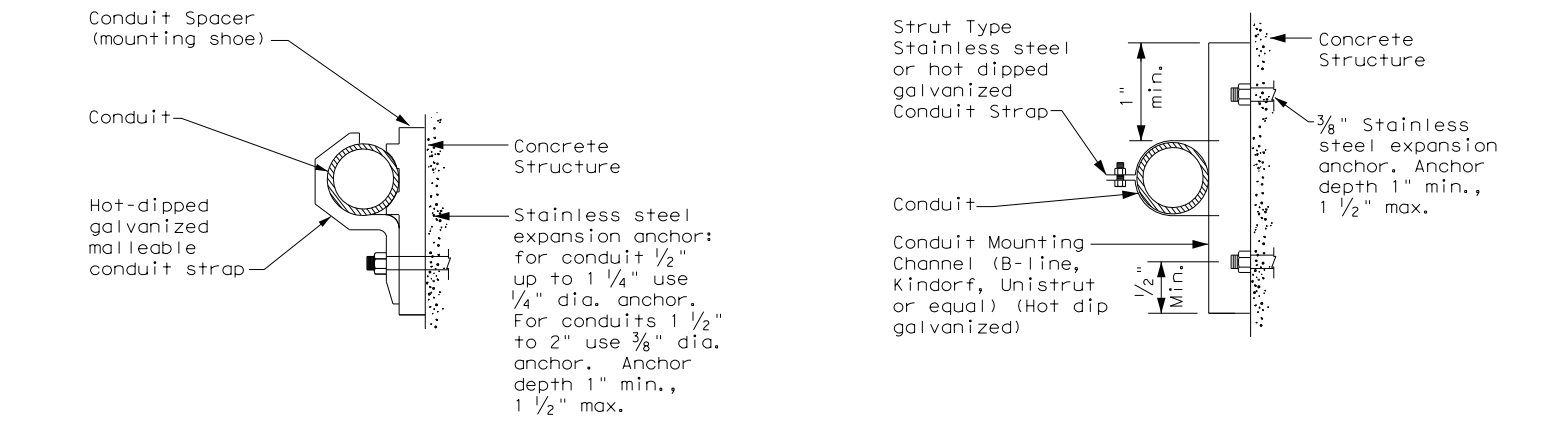 Conduit Spacer
(mounting shoe)
Conduit
Hot-dipped
galvanized
malleable
conduit strap
Concrete
Structure
Stainless steel
expansion anchor:
for conduit 1/2"
up to 1 1/4" use
1/4" dia. anchor.
For conduits 1 1/2"
to 2" use 3/8" dia.
anchor. Anchor
depth 1" min.,
1 1/2" max.
Strut Type
Stainless steel
or hot dipped
galvanized
Conduit Strap
Conduit
Conduit Mounting
Channel (B-line,
Kindorf, Unistrut
or equal) (Hot dip
galvanized)
1"
min.
1/2"
Min.
Concrete
Structure
3/8" Stainless
steel expansion
anchor. Anchor
depth 1" min.,
1 1/2" max.